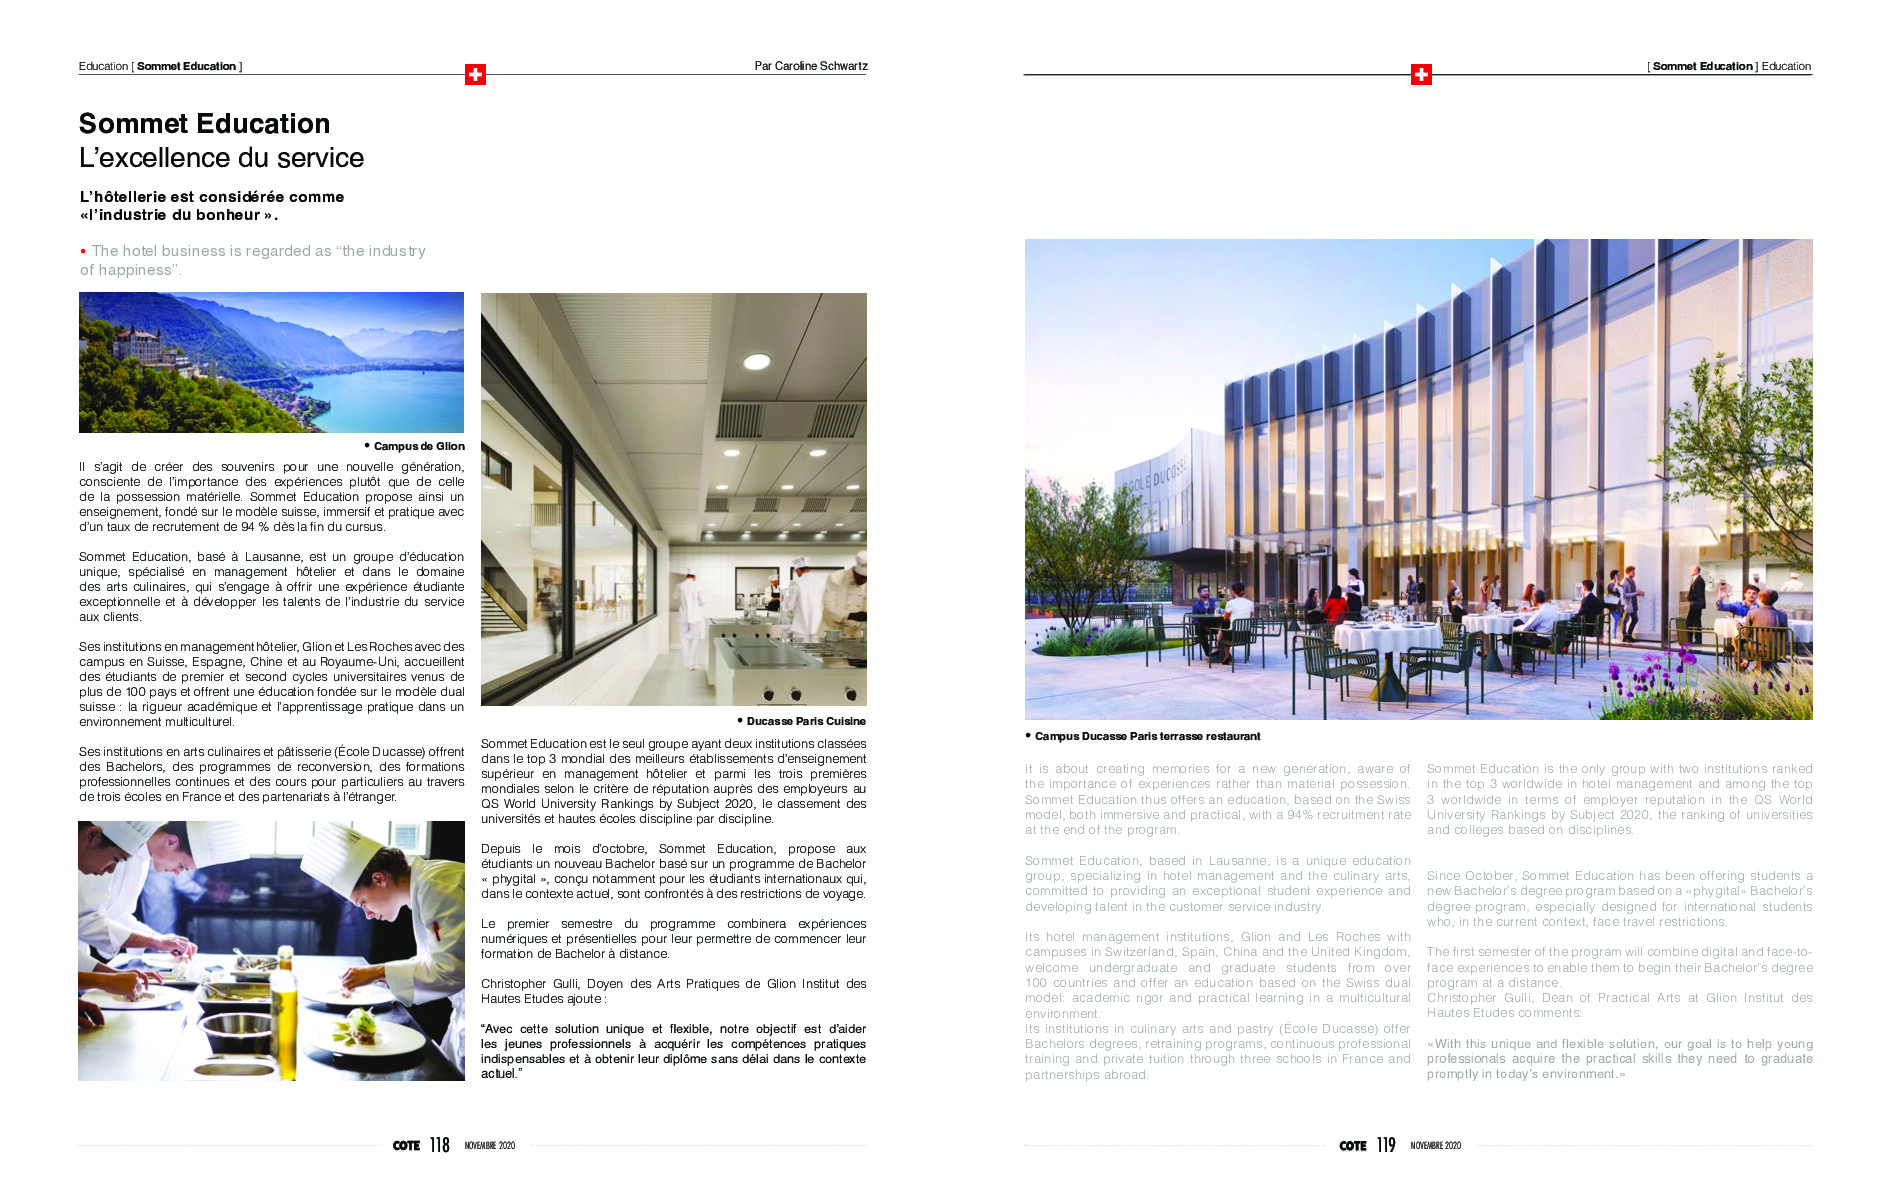 Education [ Sommet Education ]
Par Caroline Schwartz
Sommet Education
L'excellence du service
L'hôtellerie est considérée comme
«l'industrie du bonheur ».
• The hotel business is regarded as “the industry
of happiness”.
• Campus de Glion
Il s'agit de créer des souvenirs pour une nouvelle génération,
consciente de l'importance des expériences plutôt que de celle
de la possession matérielle. Sommet Education propose ainsi un
enseignement, fondé sur le modèle suisse, immersif et pratique avec
d'un taux de recrutement de 94 % dès la fin du cursus.
Sommet Education, basé à Lausanne, est un groupe d'éducation
unique, spécialisé en management hôtelier et dans le domaine
des arts culinaires, qui s'engage à offrir une expérience étudiante
exceptionnelle et à développer les talents de l'industrie du service
aux clients.
Ses institutions en management hôtelier, Glion et Les Roches avec des
campus en Suisse, Espagne, Chine et au Royaume-Uni, accueillent
des étudiants de premier et second cycles universitaires venus de
plus de 100 pays et offrent une éducation fondée sur le modèle dual
suisse : la rigueur académique et l'apprentissage pratique dans un
environnement multiculturel.
Ses institutions en arts culinaires et pâtisserie (École Ducasse) offrent
des Bachelors, des programmes de reconversion, des formations
professionnelles continues et des cours pour particuliers au travers
de trois écoles en France et des partenariats à l'étranger.
• Ducasse Paris Cuisine
Sommet Education est le seul groupe ayant deux institutions classées
dans le top 3 mondial des meilleurs établissements d'enseignement
supérieur en management hôtelier et parmi les trois premières
mondiales selon le critère de réputation auprès des employeurs au
QS World University Rankings by Subject 2020, le classement des
universités et hautes écoles discipline par discipline.
Depuis le mois d'octobre, Sommet Education, propose aux
étudiants un nouveau Bachelor basé sur un programme de Bachelor
« phygital », conçu notamment pour les étudiants internationaux qui,
dans le contexte actuel, sont confrontés à des restrictions de voyage.
Le premier semestre du programme combinera expériences
numériques et présentielles pour leur permettre de commencer leur
formation de Bachelor à distance.
Christopher Gulli, Doyen des Arts Pratiques de Glion Institut des
Hautes Etudes ajoute :
“Avec cette solution unique et flexible, notre objectif est d'aider
les jeunes professionnels à acquérir les compétences pratiques
indispensables et à obtenir leur diplôme sans délai dans le contexte
actuel.”
COTE 118 NOVEMBRE 2020
[ Sommet Education ] Education
ECOLE DUCASSE
• Campus Ducasse Paris terrasse restaurant
it is about creating memories for a new generation, aware of
the importance of experiences rather than material possession.
Sommet Education thus offers an education, based on the Swiss
model, both immersive and practical, with a 94% recruitment rate
at the end of the program.
Sommet Education, based in Lausanne, is a unique education
group, specializing in hotel management and the culinary arts,
committed to providing an exceptional student experience and
developing talent in the customer service industry.
Its hotel management institutions, Glion and Les Roches with
campuses in Switzerland, Spain, China and the United Kingdom,
welcome undergraduate and graduate students from over
100 countries and offer an education based on the Swiss dual
model: academic rigor and practical learning in a multicultural
environment.
Its institutions in culinary arts and pastry (École Ducasse) offer
Bachelors degrees, retraining programs, continuous professional
training and private tuition through three schools in France and
partnerships abroad.
Sommet Education is the only group with two institutions ranked
in the top 3 worldwide in hotel management and among the top
3 worldwide in terms of employer reputation in the QS World
University Rankings by Subject 2020, the ranking of universities
and colleges based on disciplines.
Since October, Sommet Education has been offering students a
new Bachelor's degree program based on a «phygital» Bachelor's
degree program, especially designed for international students
who, in the current context, face travel restrictions.
The first semester of the program will combine digital and face-to-
face experiences to enable them to begin their Bachelor's degree
program at a distance.
Christopher Gulli, Dean of Practical Arts at Glion Institut des
Hautes Etudes comments:
«With this unique and flexible solution, our goal is to help young
professionals acquire the practical skills they need to graduate
promptly in today's environment.»
COTE 119 NOVEMBRE 2020